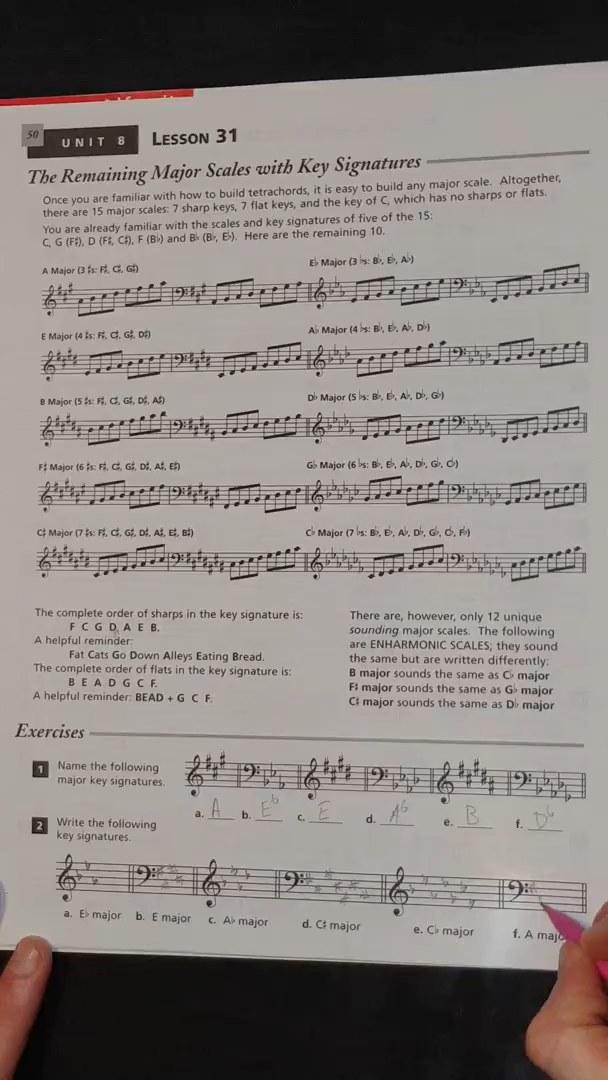 50
UNIT 8 LESSON 31
The Remaining Major Scales with Key Signatures
Once you are familiar with how to build tetrachords, it is easy to build any major scale. Altogether,
there are 15 major scales: 7 sharp keys, 7 flat keys, and the key of C, which has no sharps or flats.
You are already familiar with the scales and key signatures of five of the 15:
C, G (F♯), D (F♯, C♯), F (B♭) and B♭ (B♭, E♭). Here are the remaining 10.
A Major (3 ♯s: F♯, C♯, G♯)
E♭ Major (3 ♭s: B♭, E♭, A♭)
E Major (4 ♯s: F♯, C♯, G♯, D♯)
A♭ Major (4 ♭s: B♭, E♭, A♭, D♭)
B Major (5 ♯s: F♯, C♯, G♯, D♯, A♯)
D♭ Major (5 ♭s: B♭, E♭, A♭, D♭, G♭)
F♯ Major (6 ♯s: F♯, C♯, G♯, D♯, A♯, E♯)
G♭ Major (6 ♭s: B♭, E♭, A♭, D♭, G♭, C♭)
C♯ Major (7 ♯s: F♯, C♯, G♯, D♯, A♯, E♯, B♯)
C♭ Major (7 ♭s: B♭, E♭, A♭, D♭, G♭, C♭, F♭)
The complete order of sharps in the key signature is:
F C G D A E B.
A helpful reminder:
Fat Cats Go Down Alleys Eating Bread.
The complete order of flats in the key signature is:
B E A D G C F.
A helpful reminder: BEAD + G C F.
There are, however, only 12 unique
sounding major scales. The following
are ENHARMONIC SCALES; they sound
the same but are written differently:
B major sounds the same as C♭ major
F♯ major sounds the same as G♭ major
C♯ major sounds the same as D♭ major
Exercises
1 Name the following
major key signatures.
a. A b. E♭ c. E d. A♭ e. B f. D♭
2 Write the following
key signatures.
a. E♭ major b. E major c. A♭ major d. C♯ major e. C♭ major f. A